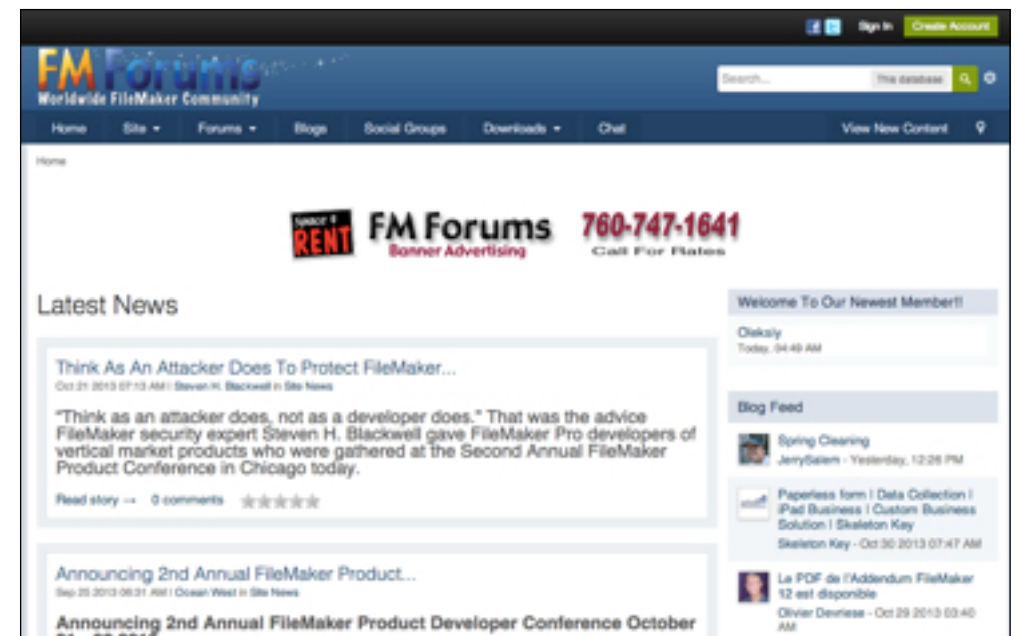 Sign In Create Account
FM Forums
Worldwide FileMaker Community
Search... This database
Home Site Forums Blogs Social Groups Downloads Chat View New Content
Home
SPACE 4
RENT
FM Forums
Banner Advertising
760-747-1641
Call For Rates
Latest News
Think As An Attacker Does To Protect FileMaker...
Oct 21 2013 07:13 AM | Steven H. Blackwell in Site News
"Think as an attacker does, not as a developer does." That was the advice
FileMaker security expert Steven H. Blackwell gave FileMaker Pro developers of
vertical market products who were gathered at the Second Annual FileMaker
Product Conference in Chicago today.
Read story → 0 comments
Announcing 2nd Annual FileMaker Product...
Sep 25 2013 06:31 AM | Ocean West in Site News
Announcing 2nd Annual FileMaker Product Developer Conference October
Welcome To Our Newest Member!!
Oleksiy
Today, 04:49 AM
Blog Feed
Spring Cleaning
JerrySalem - Yesterday, 12:26 PM
Paperless form | Data Collection |
iPad Business | Custom Business
Solution | Skeleton Key
Skeleton Key - Oct 30 2013 07:47 AM
Le PDF de l'Addendum FileMaker
12 est disponible
Olivier Devriese - Oct 29 2013 03:40
AM